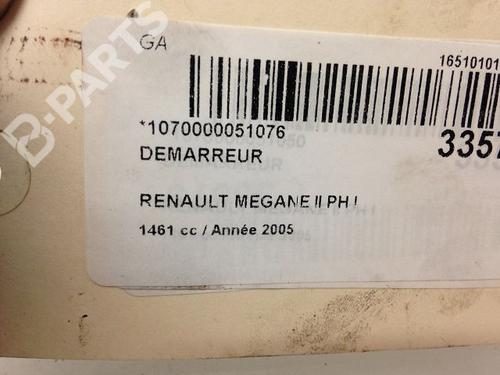 GA
16510101
*1070000051076
3357
DEMARREUR
RENAULT MEGANE II PH I
1461 cc / Année 2005
B-PARTS